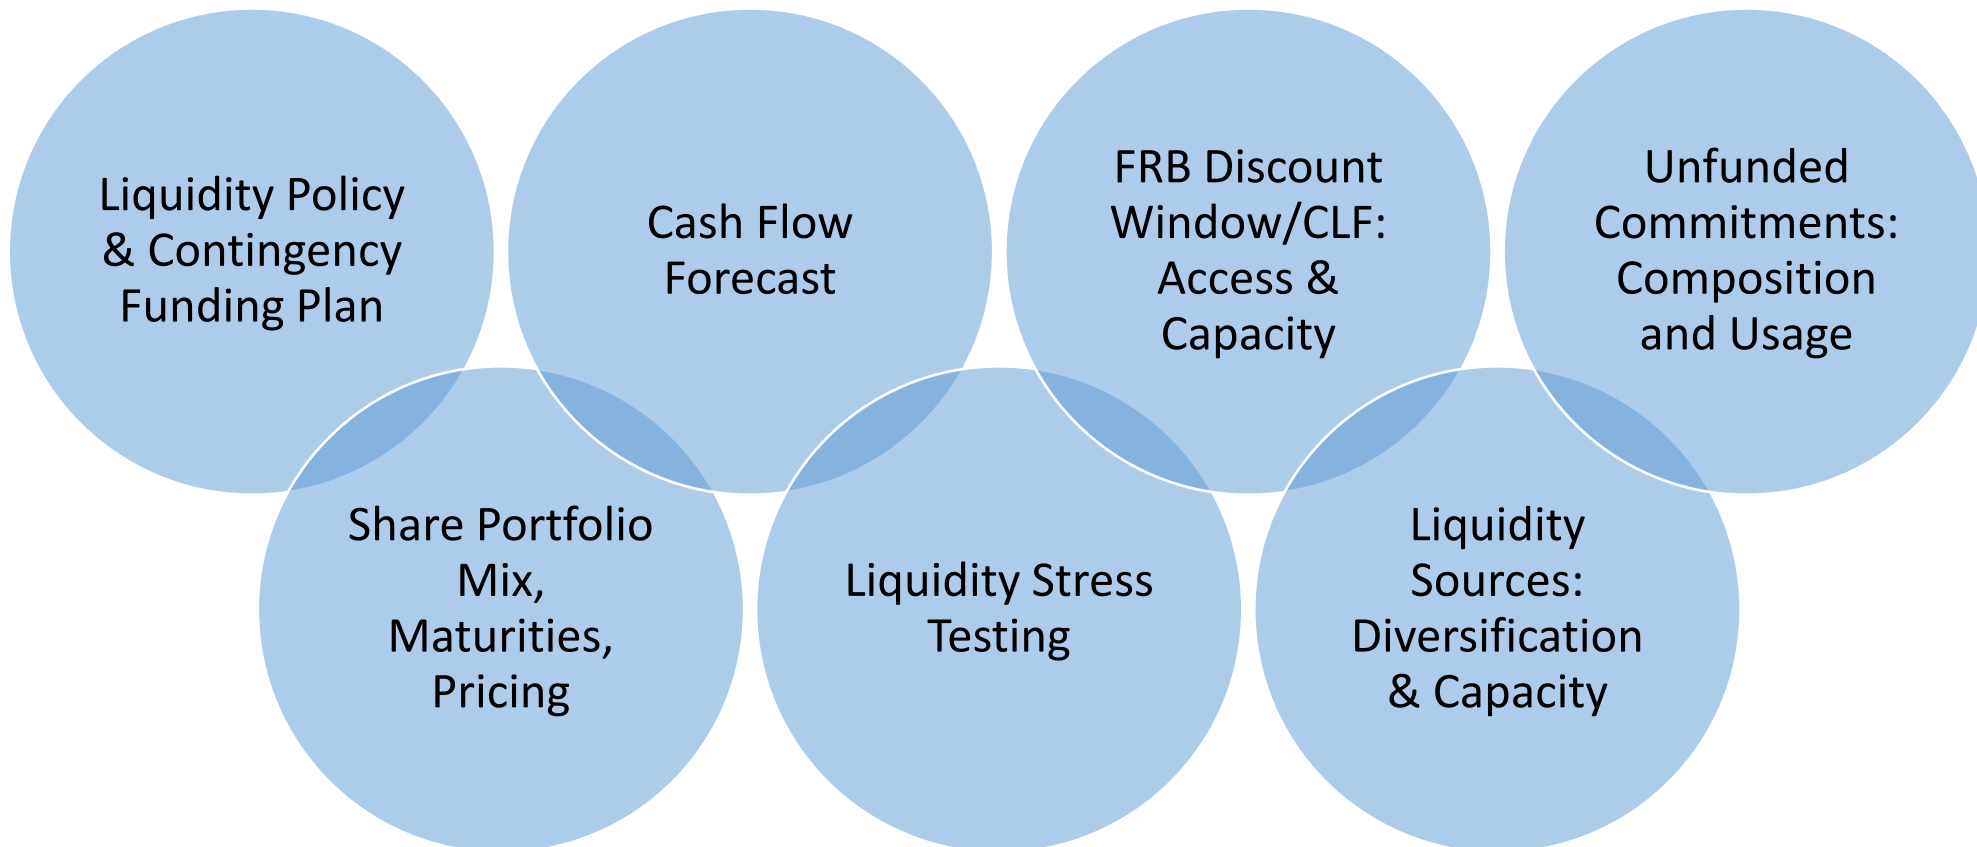 Liquidity Policy
& Contingency
Funding Plan
Cash Flow
Forecast
FRB Discount
Window/CLF:
Access &
Capacity
Unfunded
Commitments:
Composition
and Usage
Share Portfolio
Mix,
Maturities,
Pricing
Liquidity Stress
Testing
Liquidity
Sources:
Diversification
& Capacity